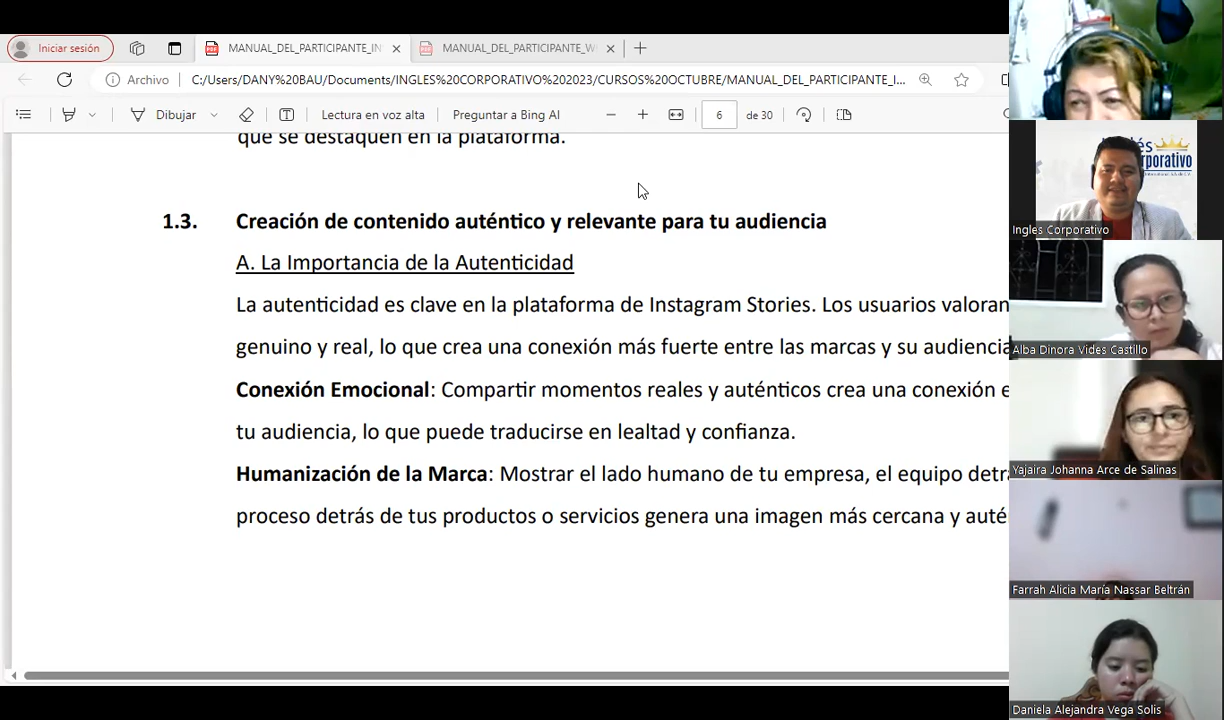 Iniciar sesión
MANUAL_DEL_PARTICIPANTE_IN
MANUAL_DEL_PARTICIPANTE_W
Archivo
C:/Users/DANY%20BAU/Documents/INGLES%20CORPORATIVO%202023/CURSOS%20OCTUBRE/MANUAL_DEL_PARTICIPANTE_I...
Dibujar
Lectura en voz alta
Preguntar a Bing AI
6
de 30
que se destaquen en la plataforma.
1.3. Creación de contenido auténtico y relevante para tu audiencia
A. La Importancia de la Autenticidad
La autenticidad es clave en la plataforma de Instagram Stories. Los usuarios valoran
genuino y real, lo que crea una conexión más fuerte entre las marcas y su audiencia
Conexión Emocional: Compartir momentos reales y auténticos crea una conexión e
tu audiencia, lo que puede traducirse en lealtad y confianza.
Humanización de la Marca: Mostrar el lado humano de tu empresa, el equipo detr
proceso detrás de tus productos o servicios genera una imagen más cercana y auté
Ingles Corporativo
Alba Dinora Vides Castillo
Yajaira Johanna Arce de Salinas
Farrah Alicia María Nassar Beltrán
Daniela Alejandra Vega Solis